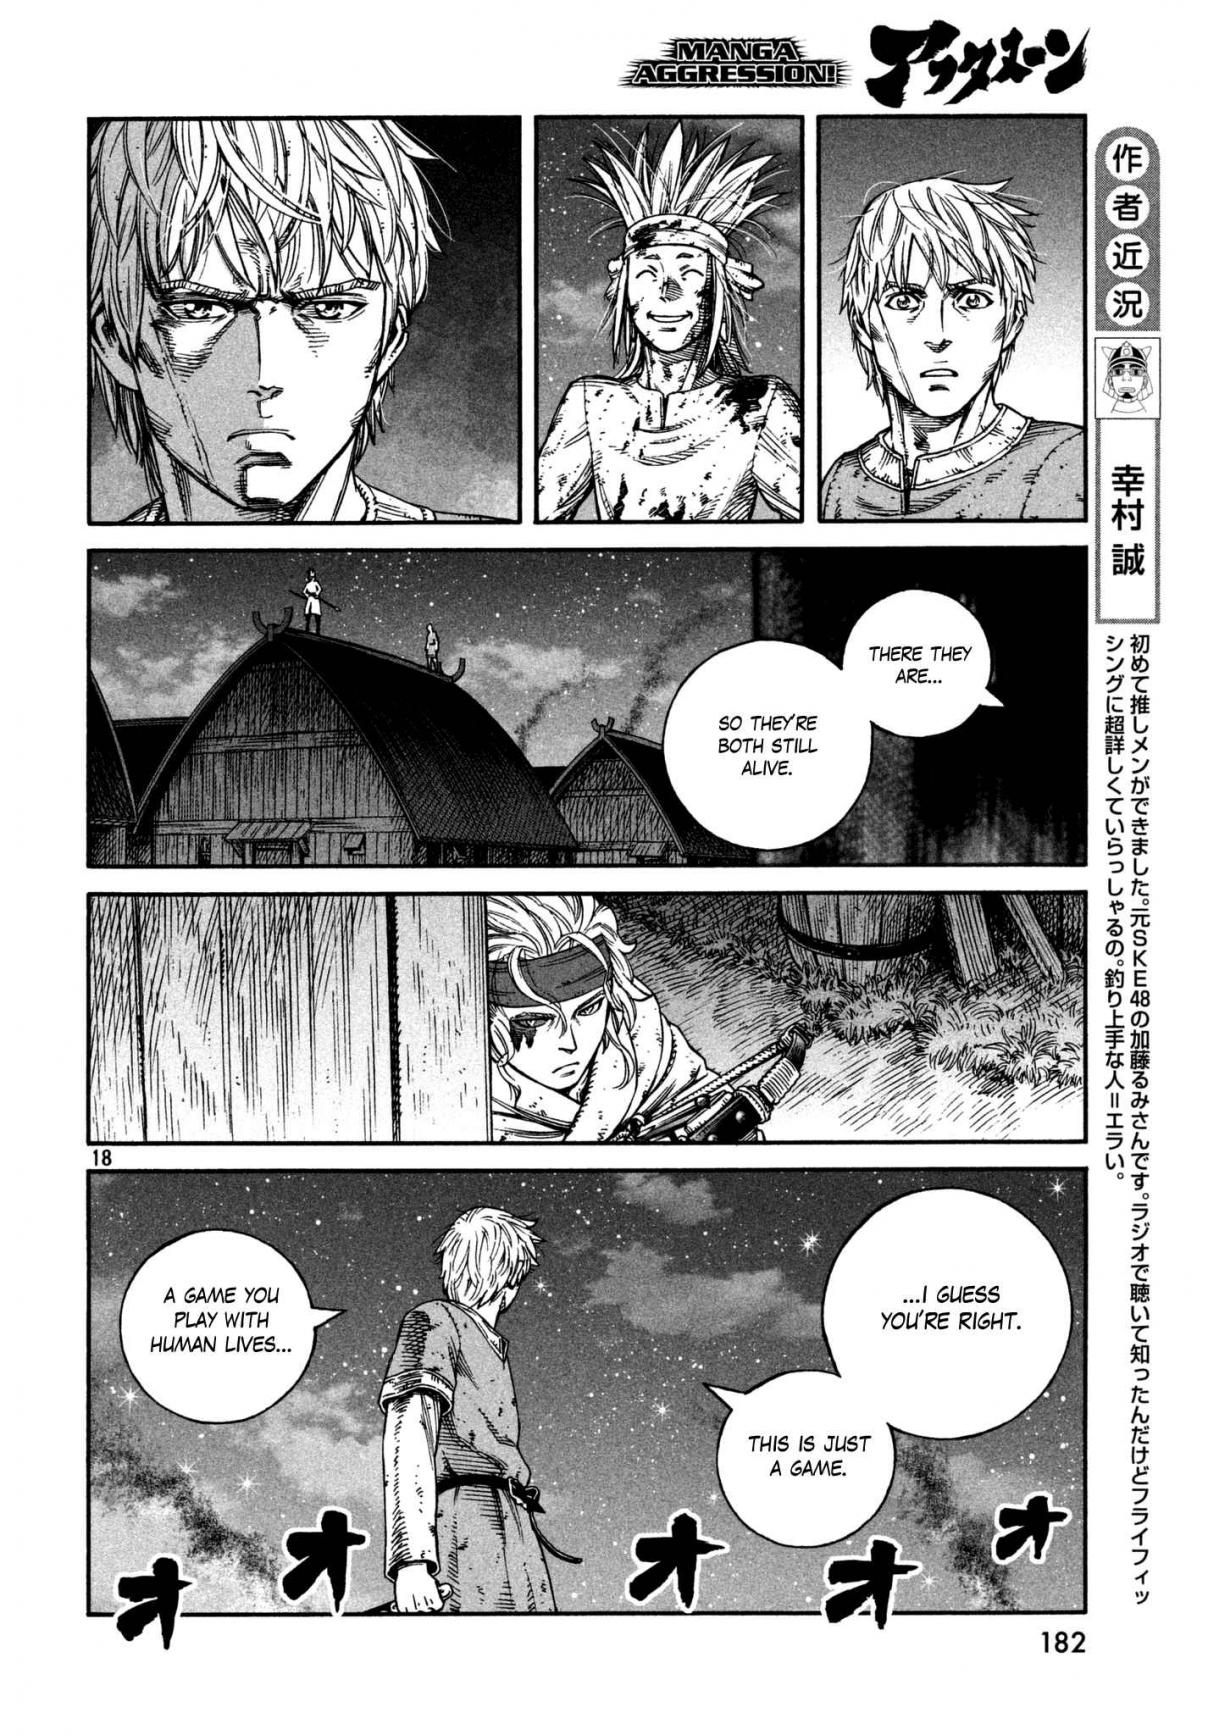 MANGA
AGGRESSION!
アフタヌーン
作者近況
幸村誠
初めて推しメンができました。元SKE48の加藤るみさんです。ラジオで聴いて知ったんだけどフライフィッ
シングに超詳しくていらっしゃるの。釣り上手な人＝エラい。
THERE THEY
ARE...
SO THEY'RE
BOTH STILL
ALIVE.
18
...I GUESS
YOU'RE RIGHT.
THIS IS JUST
A GAME.
A GAME YOU
PLAY WITH
HUMAN LIVES...
オ
オ
オ
オ
オ
182